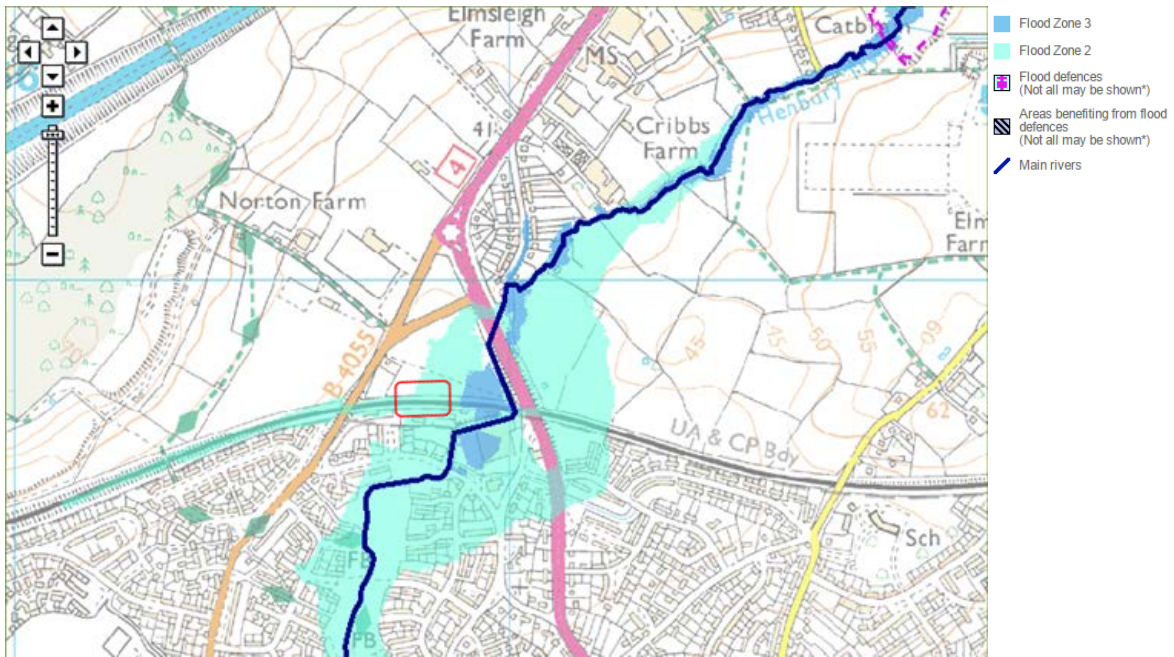 Elmsleigh
Farm
MS
Catb
Henbury
41
Cribbs
Farm
4
Norton Farm
Elm
Farm
B 4055
45
45
50
55
60
62
UA & CP Bdy
Sch
FB
FB
Flood Zone 3
Flood Zone 2
Flood defences
(Not all may be shown*)
Areas benefiting from flood
defences
(Not all may be shown*)
Main rivers